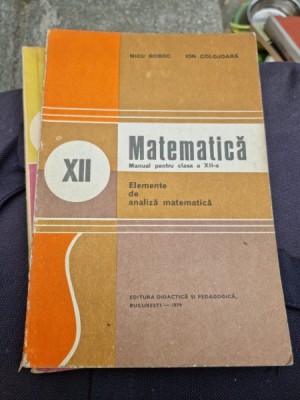 NICU BOBOC ION COLOJOARĂ
XII
Matematică
Manual pentru clasa a XII-a
Elemente
de
analiză matematică
EDITURA DIDACTICĂ ȘI PEDAGOGICĂ,
BUCUREȘTI — 1979